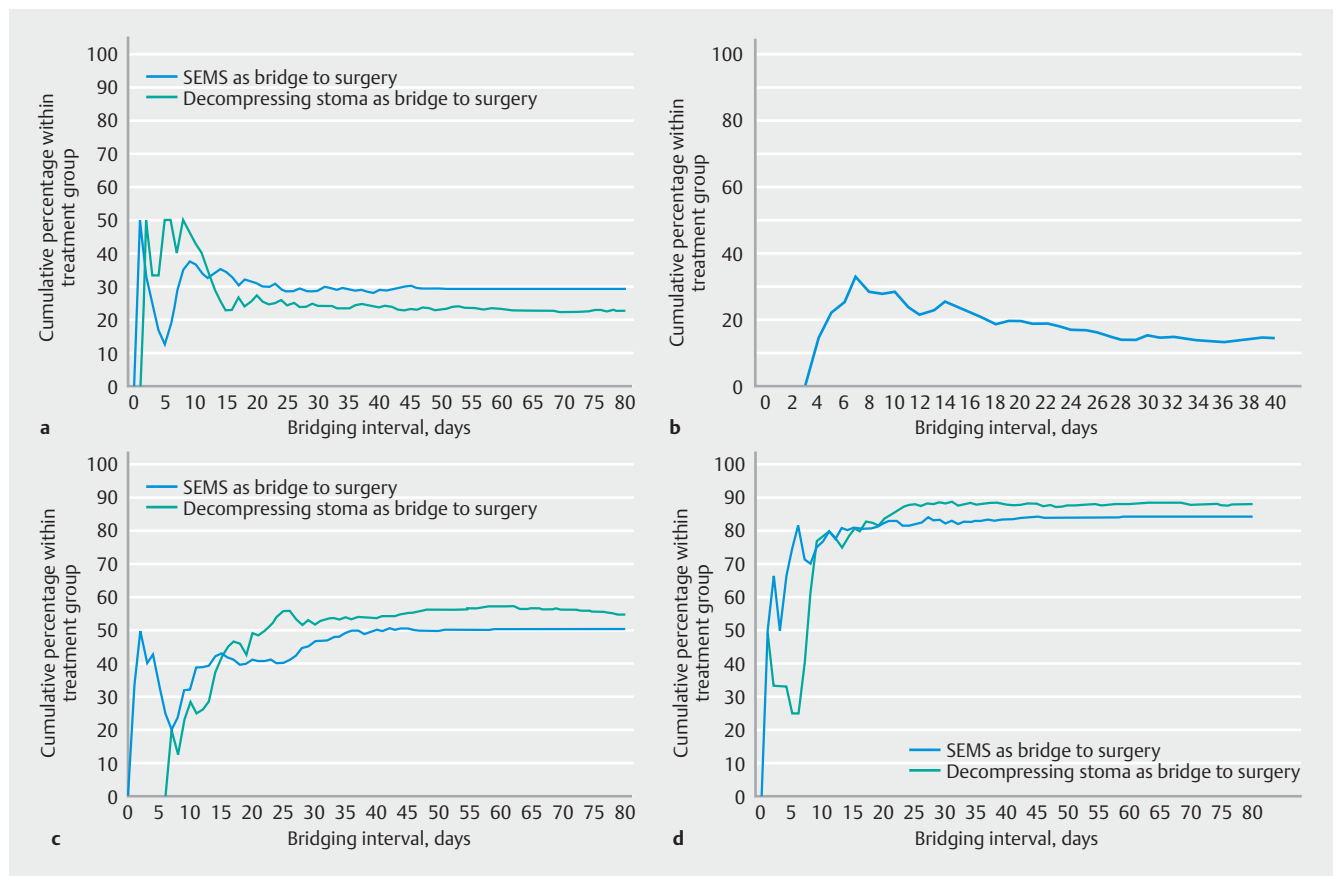 Cumulative percentage within
treatment group
100
90
80
70
60
50
40
30
20
10
0
SEMS as bridge to surgery
Decompressing stoma as bridge to surgery
0 5 10 15 20 25 30 35 40 45 50 55 60 65 70 75 80
a
Bridging interval, days
Cumulative percentage within
treatment group
100
80
70
60
50
40
20
0
0 2 4 6 8 10 12 14 16 18 20 22 24 26 28 30 32 34 36 38 40
b
Bridging interval, days
Cumulative percentage within
treatment group
100
90
80
70
60
50
40
30
20
10
0
SEMS as bridge to surgery
Decompressing stoma as bridge to surgery
0 5 10 15 20 25 30 35 40 45 50 55 60 65 70 75 80
c
Bridging interval, days
Cumulative percentage within
treatment group
100
90
80
70
60
50
40
30
20
10
0
SEMS as bridge to surgery
Decompressing stoma as bridge to surgery
0 5 10 15 20 25 30 35 40 45 50 55 60 65 70 75 80
d
Bridging interval, days